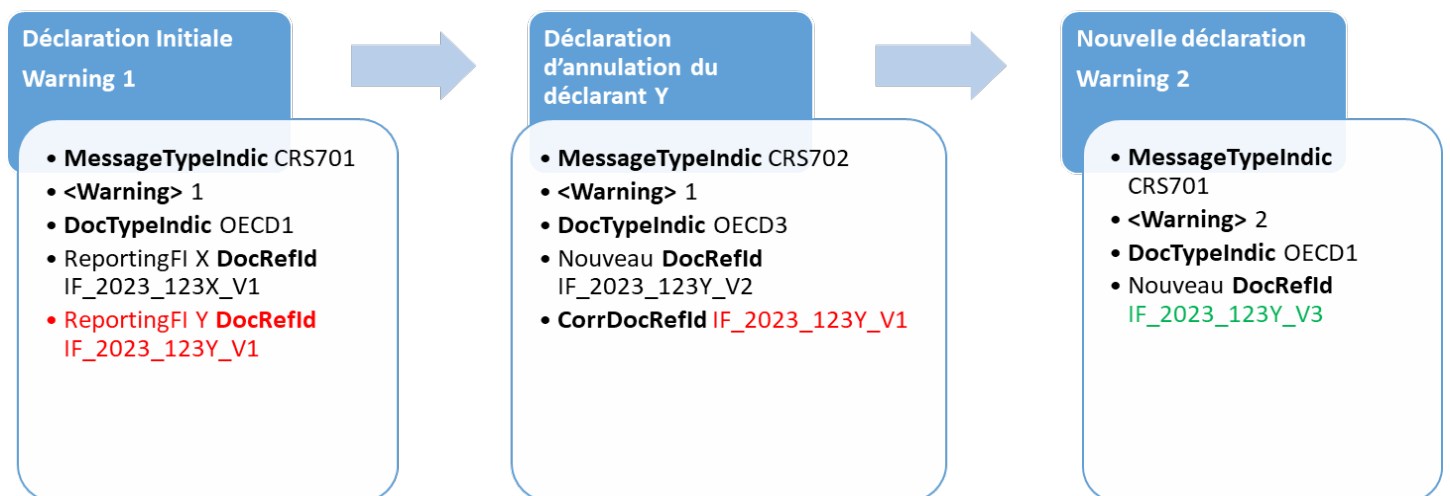 Déclaration Initiale
Warning 1
• MessageTypeIndic CRS701
• <Warning> 1
• DocTypeIndic OECD1
• ReportingFI X DocRefId
IF_2023_123X_V1
• ReportingFI Y DocRefId
IF_2023_123Y_V1
Déclaration
d'annulation du
déclarant Y
• MessageTypeIndic CRS702
• <Warning> 1
• DocTypeIndic OECD3
• Nouveau DocRefId
IF_2023_123Y_V2
• CorrDocRefId IF_2023_123Y_V1
Nouvelle déclaration
Warning 2
• MessageTypeIndic
CRS701
• <Warning> 2
• DocTypeIndic OECD1
• Nouveau DocRefId
IF_2023_123Y_V3